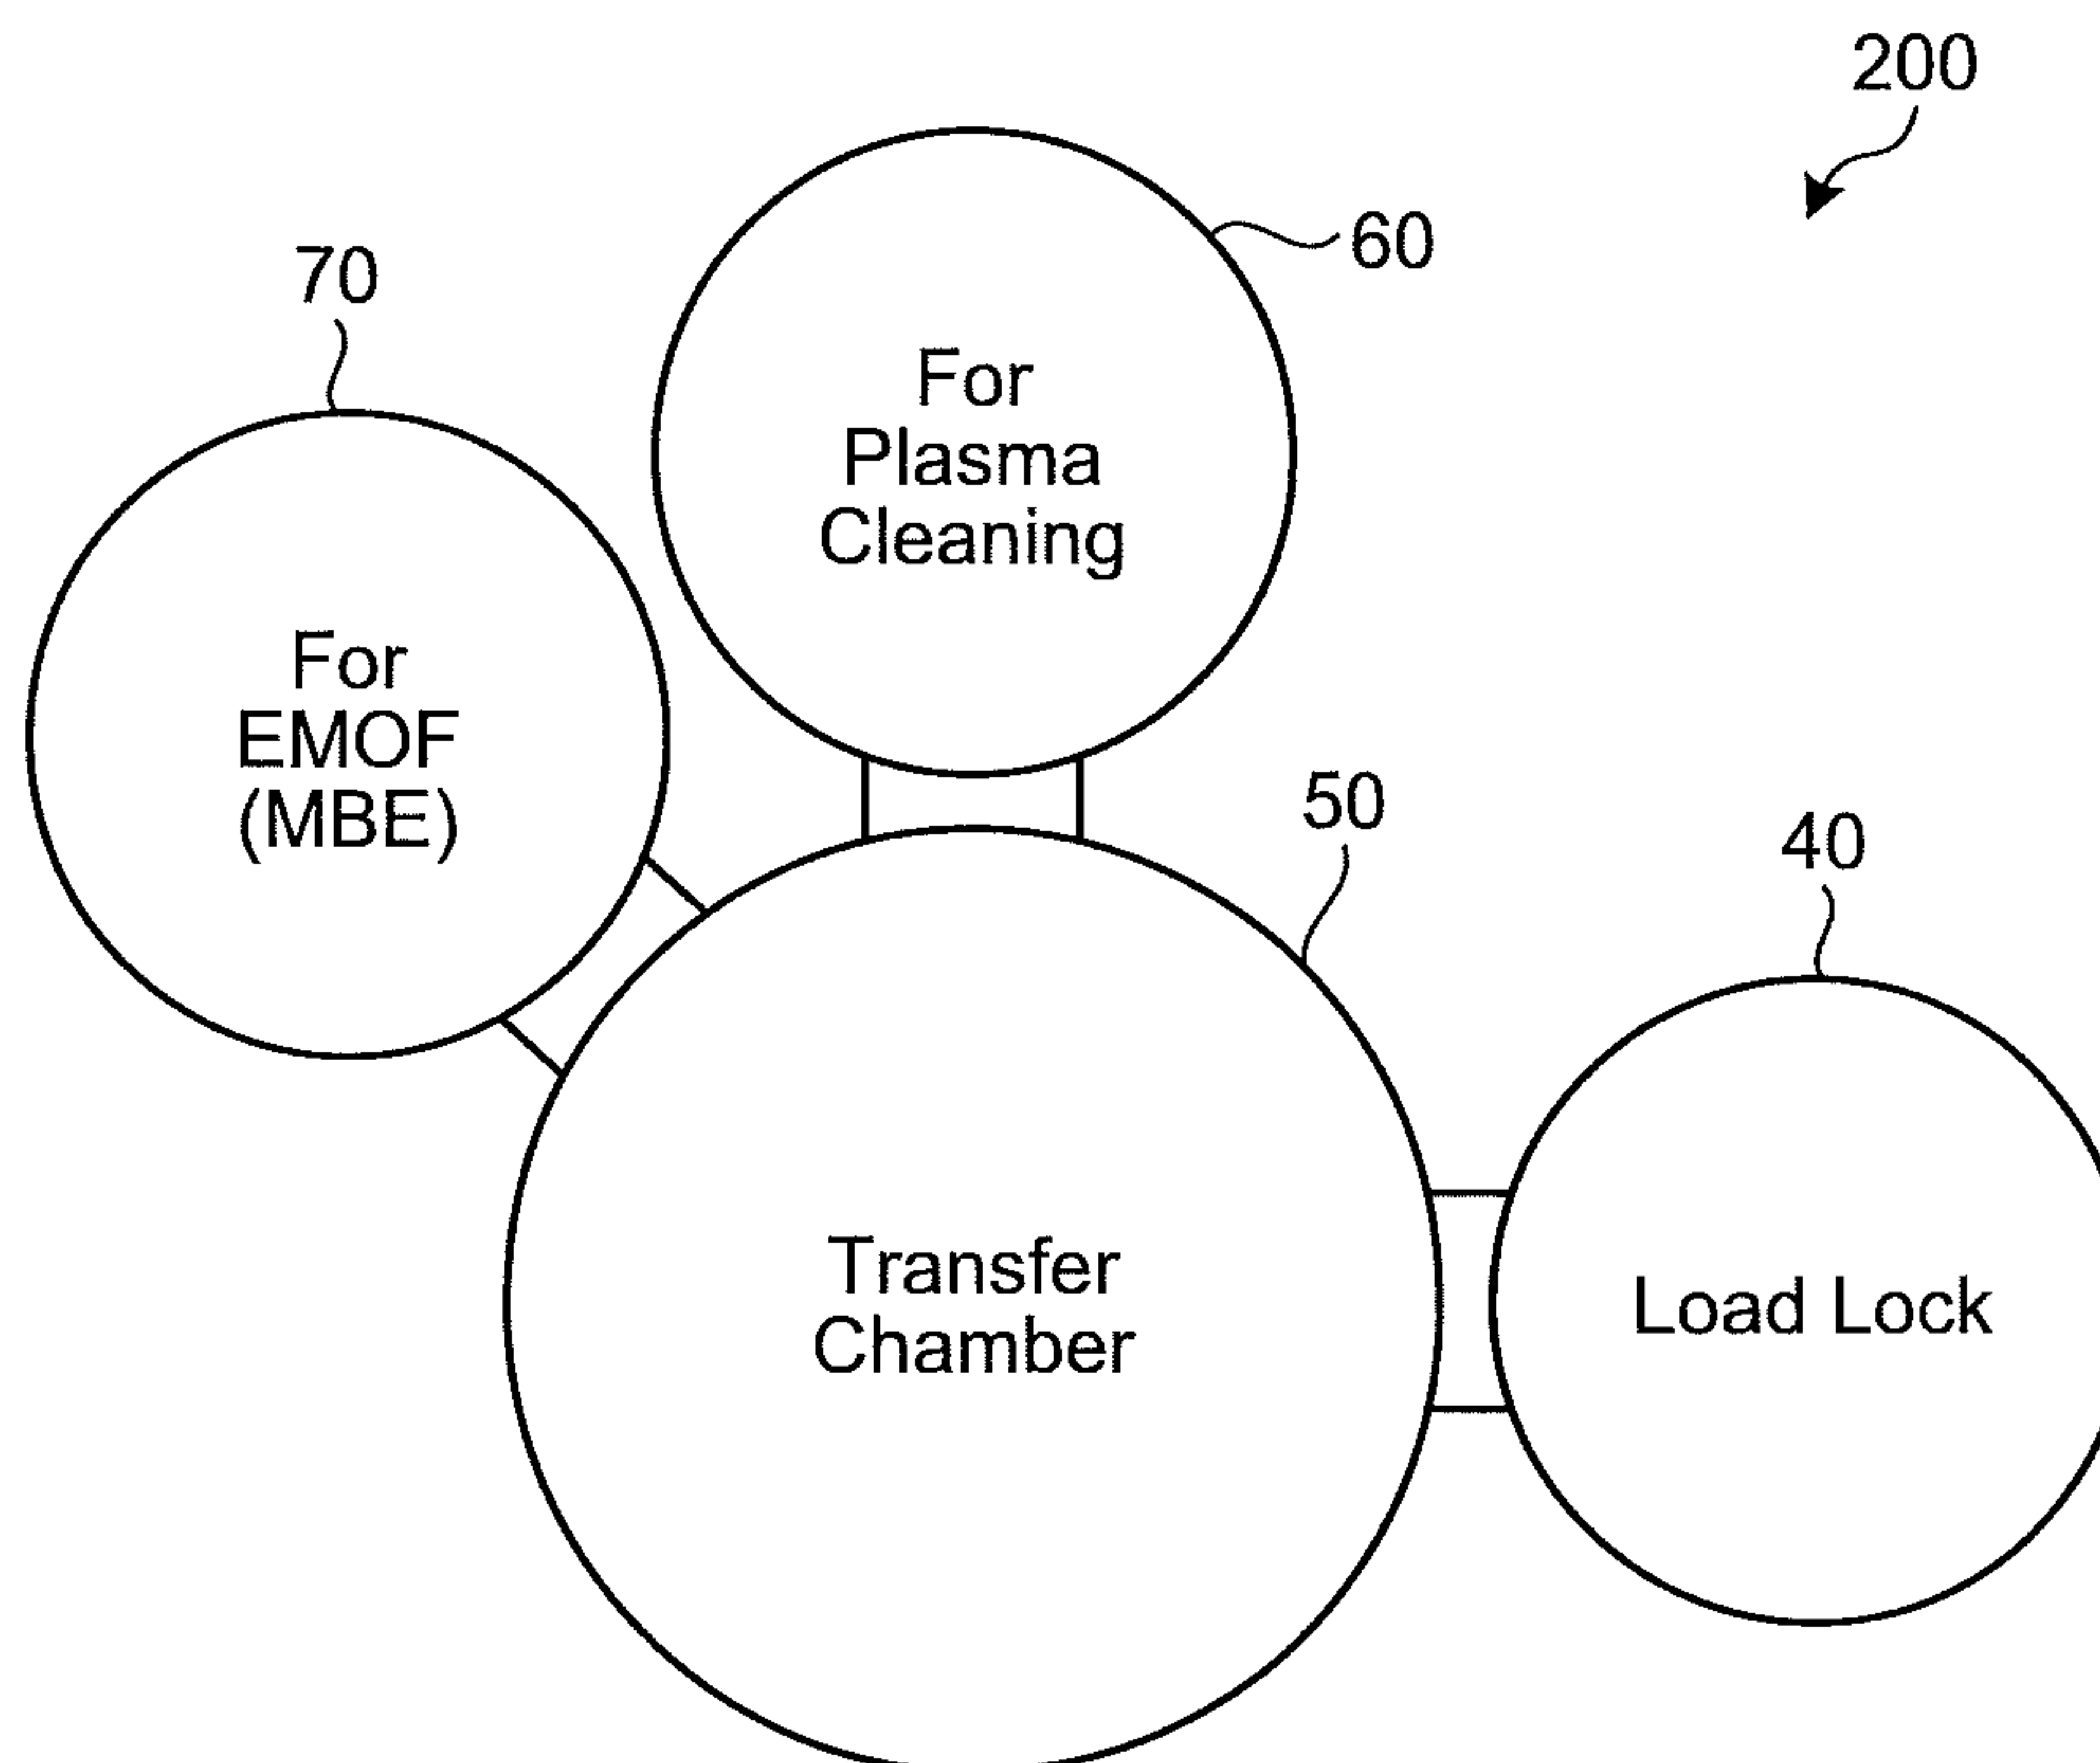 200
60
70
For
Plasma
Cleaning
For
EMOF
(MBE)
50
40
Transfer
Chamber
Load Lock